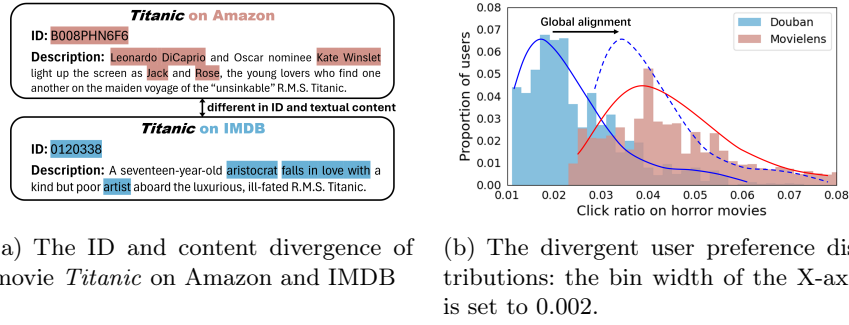 Titanic on Amazon
ID: B008PHN6F6
Description: Leonardo DiCaprio and Oscar nominee Kate Winslet
light up the screen as Jack and Rose, the young lovers who find one
another on the maiden voyage of the “unsinkable” R.M.S. Titanic.
different in ID and textual content
Titanic on IMDB
ID: 0120338
Description: A seventeen-year-old aristocrat falls in love with a
kind but poor artist aboard the luxurious, ill-fated R.M.S. Titanic.
a) The ID and content divergence of
movie Titanic on Amazon and IMDB
Global alignment
Douban
Movielens
Proportion of users
0.08
0.07
0.06
0.05
0.04
0.03
0.02
0.01
0.00
0.01 0.02 0.03 0.04 0.05 0.06 0.07 0.08
Click ratio on horror movies
(b) The divergent user preference dis
tributions: the bin width of the X-ax
is set to 0.002.